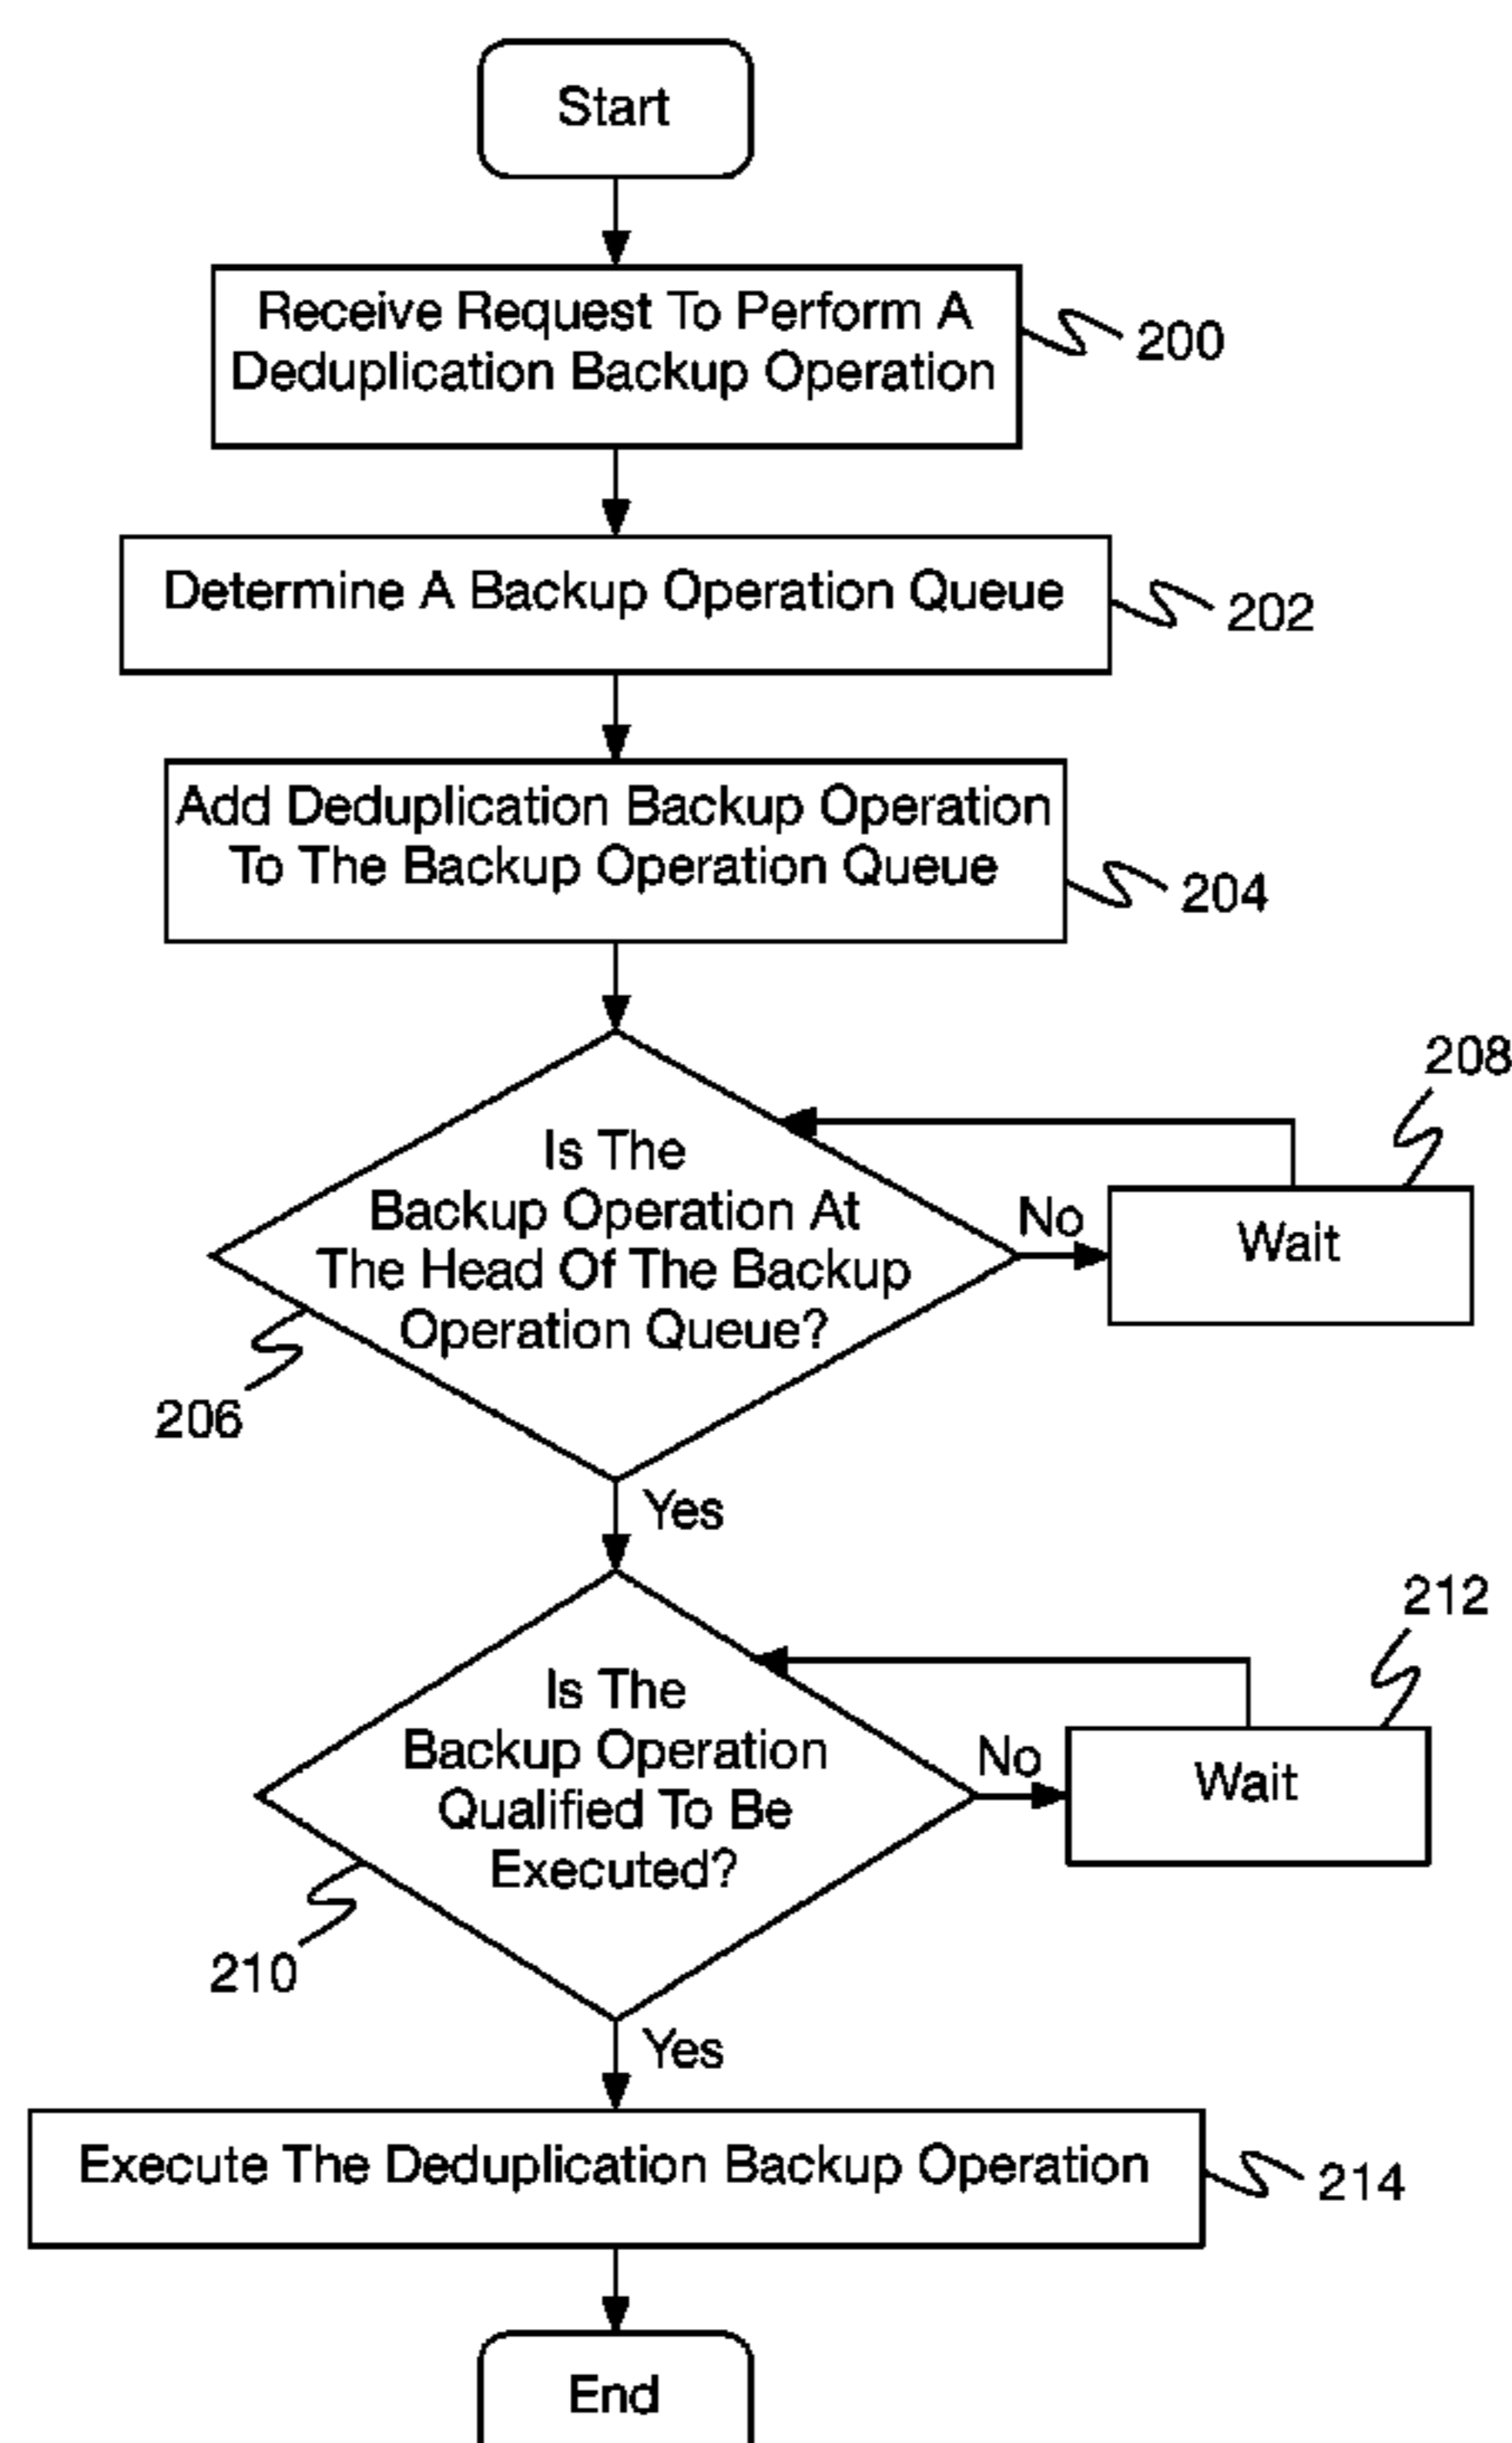 Start
Receive Request To Perform A
Deduplication Backup Operation
200
Determine A Backup Operation Queue
202
Add Deduplication Backup Operation
To The Backup Operation Queue
204
208
Is The
Backup Operation At
The Head Of The Backup
Operation Queue?
No
Wait
206
Yes
212
Is The
Backup Operation
Qualified To Be
Executed?
No
Wait
210
Yes
Execute The Deduplication Backup Operation
214
End